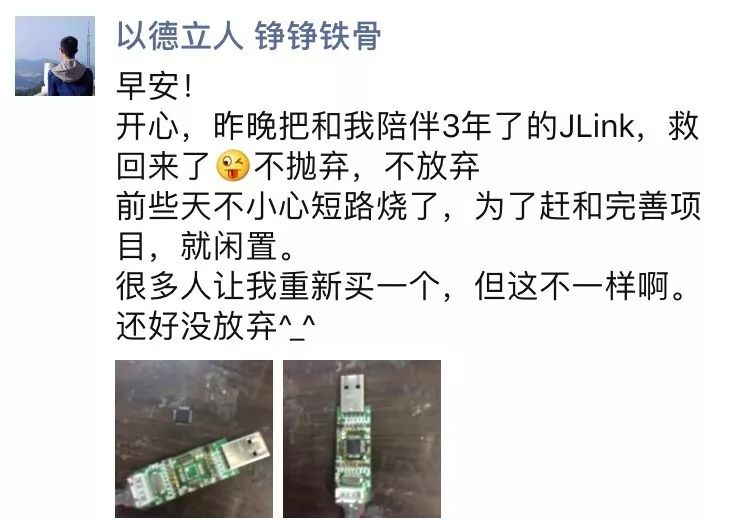 以德立人 铮铮铁骨
早安！
开心，昨晚把和我陪伴3年了的JLink，救
回来了😜不抛弃，不放弃
前些天不小心短路烧了，为了赶和完善项
目，就闲置。
很多人让我重新买一个，但这不一样啊。
还好没放弃^_^